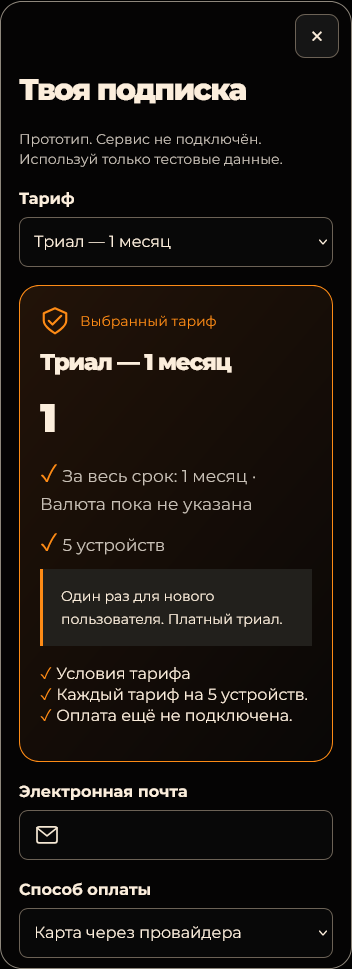 Твоя подписка
Прототип. Сервис не подключён.
Используй только тестовые данные.
Тариф
Триал — 1 месяц
Выбранный тариф
Триал — 1 месяц
1
✓ За весь срок: 1 месяц ·
Валюта пока не указана
✓ 5 устройств
Один раз для нового
пользователя. Платный триал.
✓ Условия тарифа
✓ Каждый тариф на 5 устройств.
✓ Оплата ещё не подключена.
Электронная почта
Способ оплаты
Карта через провайдера